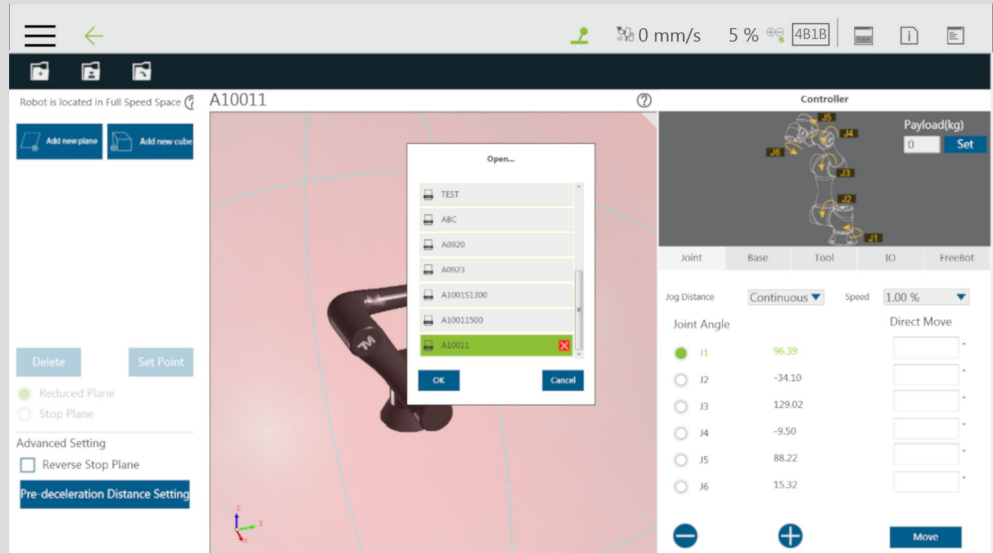 0 mm/s 5 % 4B1B
Robot is located in Full Speed Space
A10011
Controller
Add new plane
Add new cube
J5
J4
J6
J3
J2
J1
Payload(kg)
0 Set
Open...
TEST
ABC
A0920
A0923
A100151300
A10011500
A10011
OK Cancel
Joint Base Tool IO FreeBot
Jog Distance Continuous Speed 1.00 %
Joint Angle Direct Move
J1 96.39
J2 -34.10
J3 129.02
J4 -9.50
J5 88.22
J6 15.32
Move
Delete Set Point
Reduced Plane
Stop Plane
Advanced Setting
Reverse Stop Plane
Pre-deceleration Distance Setting
TM
Z
Y
X